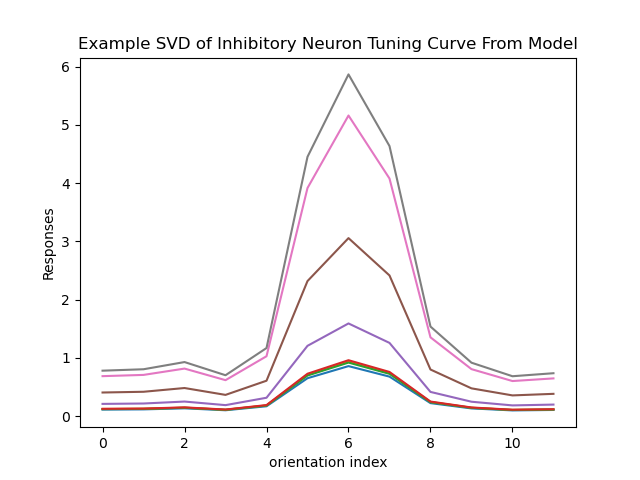 Example SVD of Inhibitory Neuron Tuning Curve From Model
6
5
4
3
2
1
0
Responses
0 2 4 6 8 10
orientation index